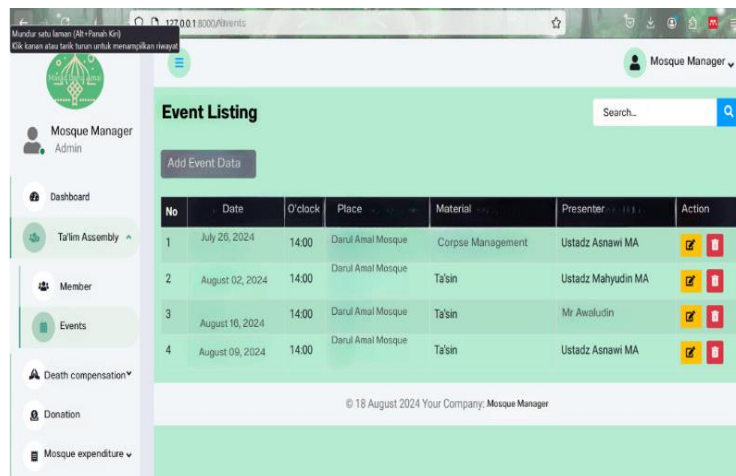 127.0.0.1:8000/events
Mundur satu laman (Alt+Panah Kiri)
Klik kanan atau tarik turun untuk menampilkan riwayat
Masjid Darul Amal
Mosque Manager
Event Listing
Search...
Mosque Manager
Admin
Add Event Data
Dashboard
No Date O'clock Place Material Presenter Action
Ta'lim Assembly
1 July 26, 2024 14:00 Darul Amal Mosque Corpse Management Ustadz Asnawi MA
2 August 02, 2024 14:00 Darul Amal Mosque Ta'sin Ustadz Mahyudin MA
Member
3 August 16, 2024 14:00 Darul Amal Mosque Ta'sin Mr Awaludin
Events
4 August 09, 2024 14:00 Darul Amal Mosque Ta'sin Ustadz Asnawi MA
Death compensation
© 18 August 2024 Your Company: Mosque Manager
Donation
Mosque expenditure